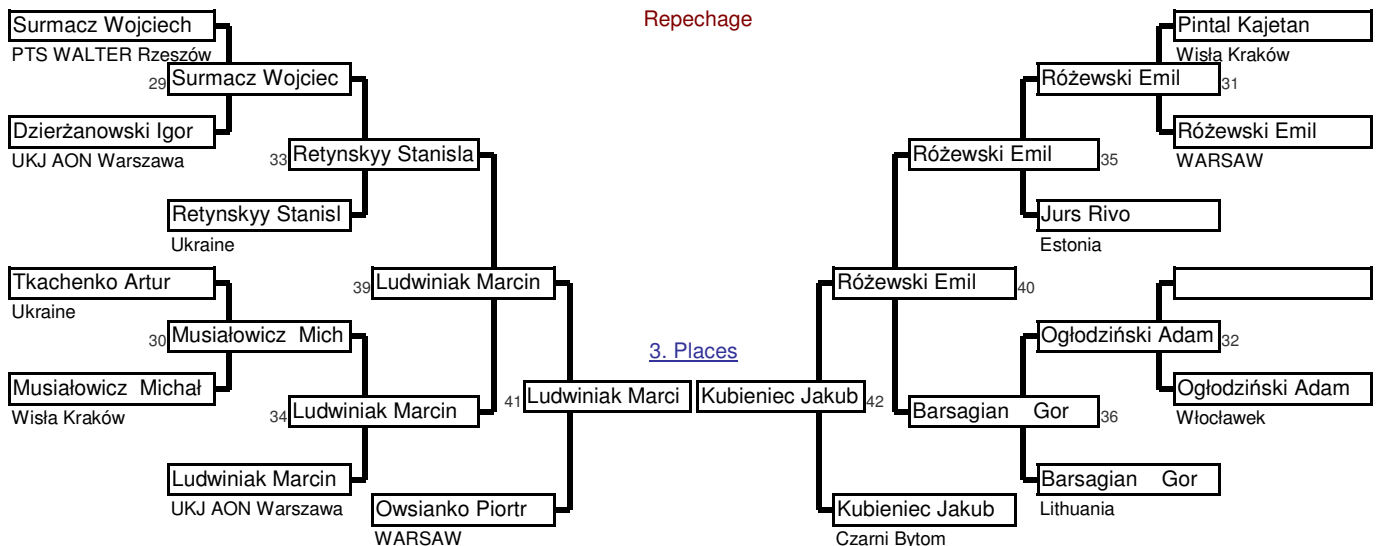 Repechage
Surmacz Wojciech
PTS WALTER Rzeszów
29 Surmacz Wojciec
Dzierżanowski Igor
UKJ AON Warszawa
33 Retynskyy Stanisla
Retynskyy Stanisl
Ukraine
Tkachenko Artur
Ukraine
39 Ludwiniak Marcin
30 Musiałowicz Mich
Musiałowicz Michał
Wisła Kraków
34 Ludwiniak Marcin
Ludwiniak Marcin
UKJ AON Warszawa
41 Ludwiniak Marci
Owsianko Piortr
WARSAW
3. Places
Pintal Kajetan
Wisła Kraków
Różewski Emil 31
Różewski Emil
WARSAW
Różewski Emil 35
Jurs Rivo
Estonia
Różewski Emil 40
Ogłodziński Adam 32
Ogłodziński Adam
Włocławek
Kubieniec Jakub 42
Barsagian Gor 36
Barsagian Gor
Lithuania
Kubieniec Jakub
Czarni Bytom